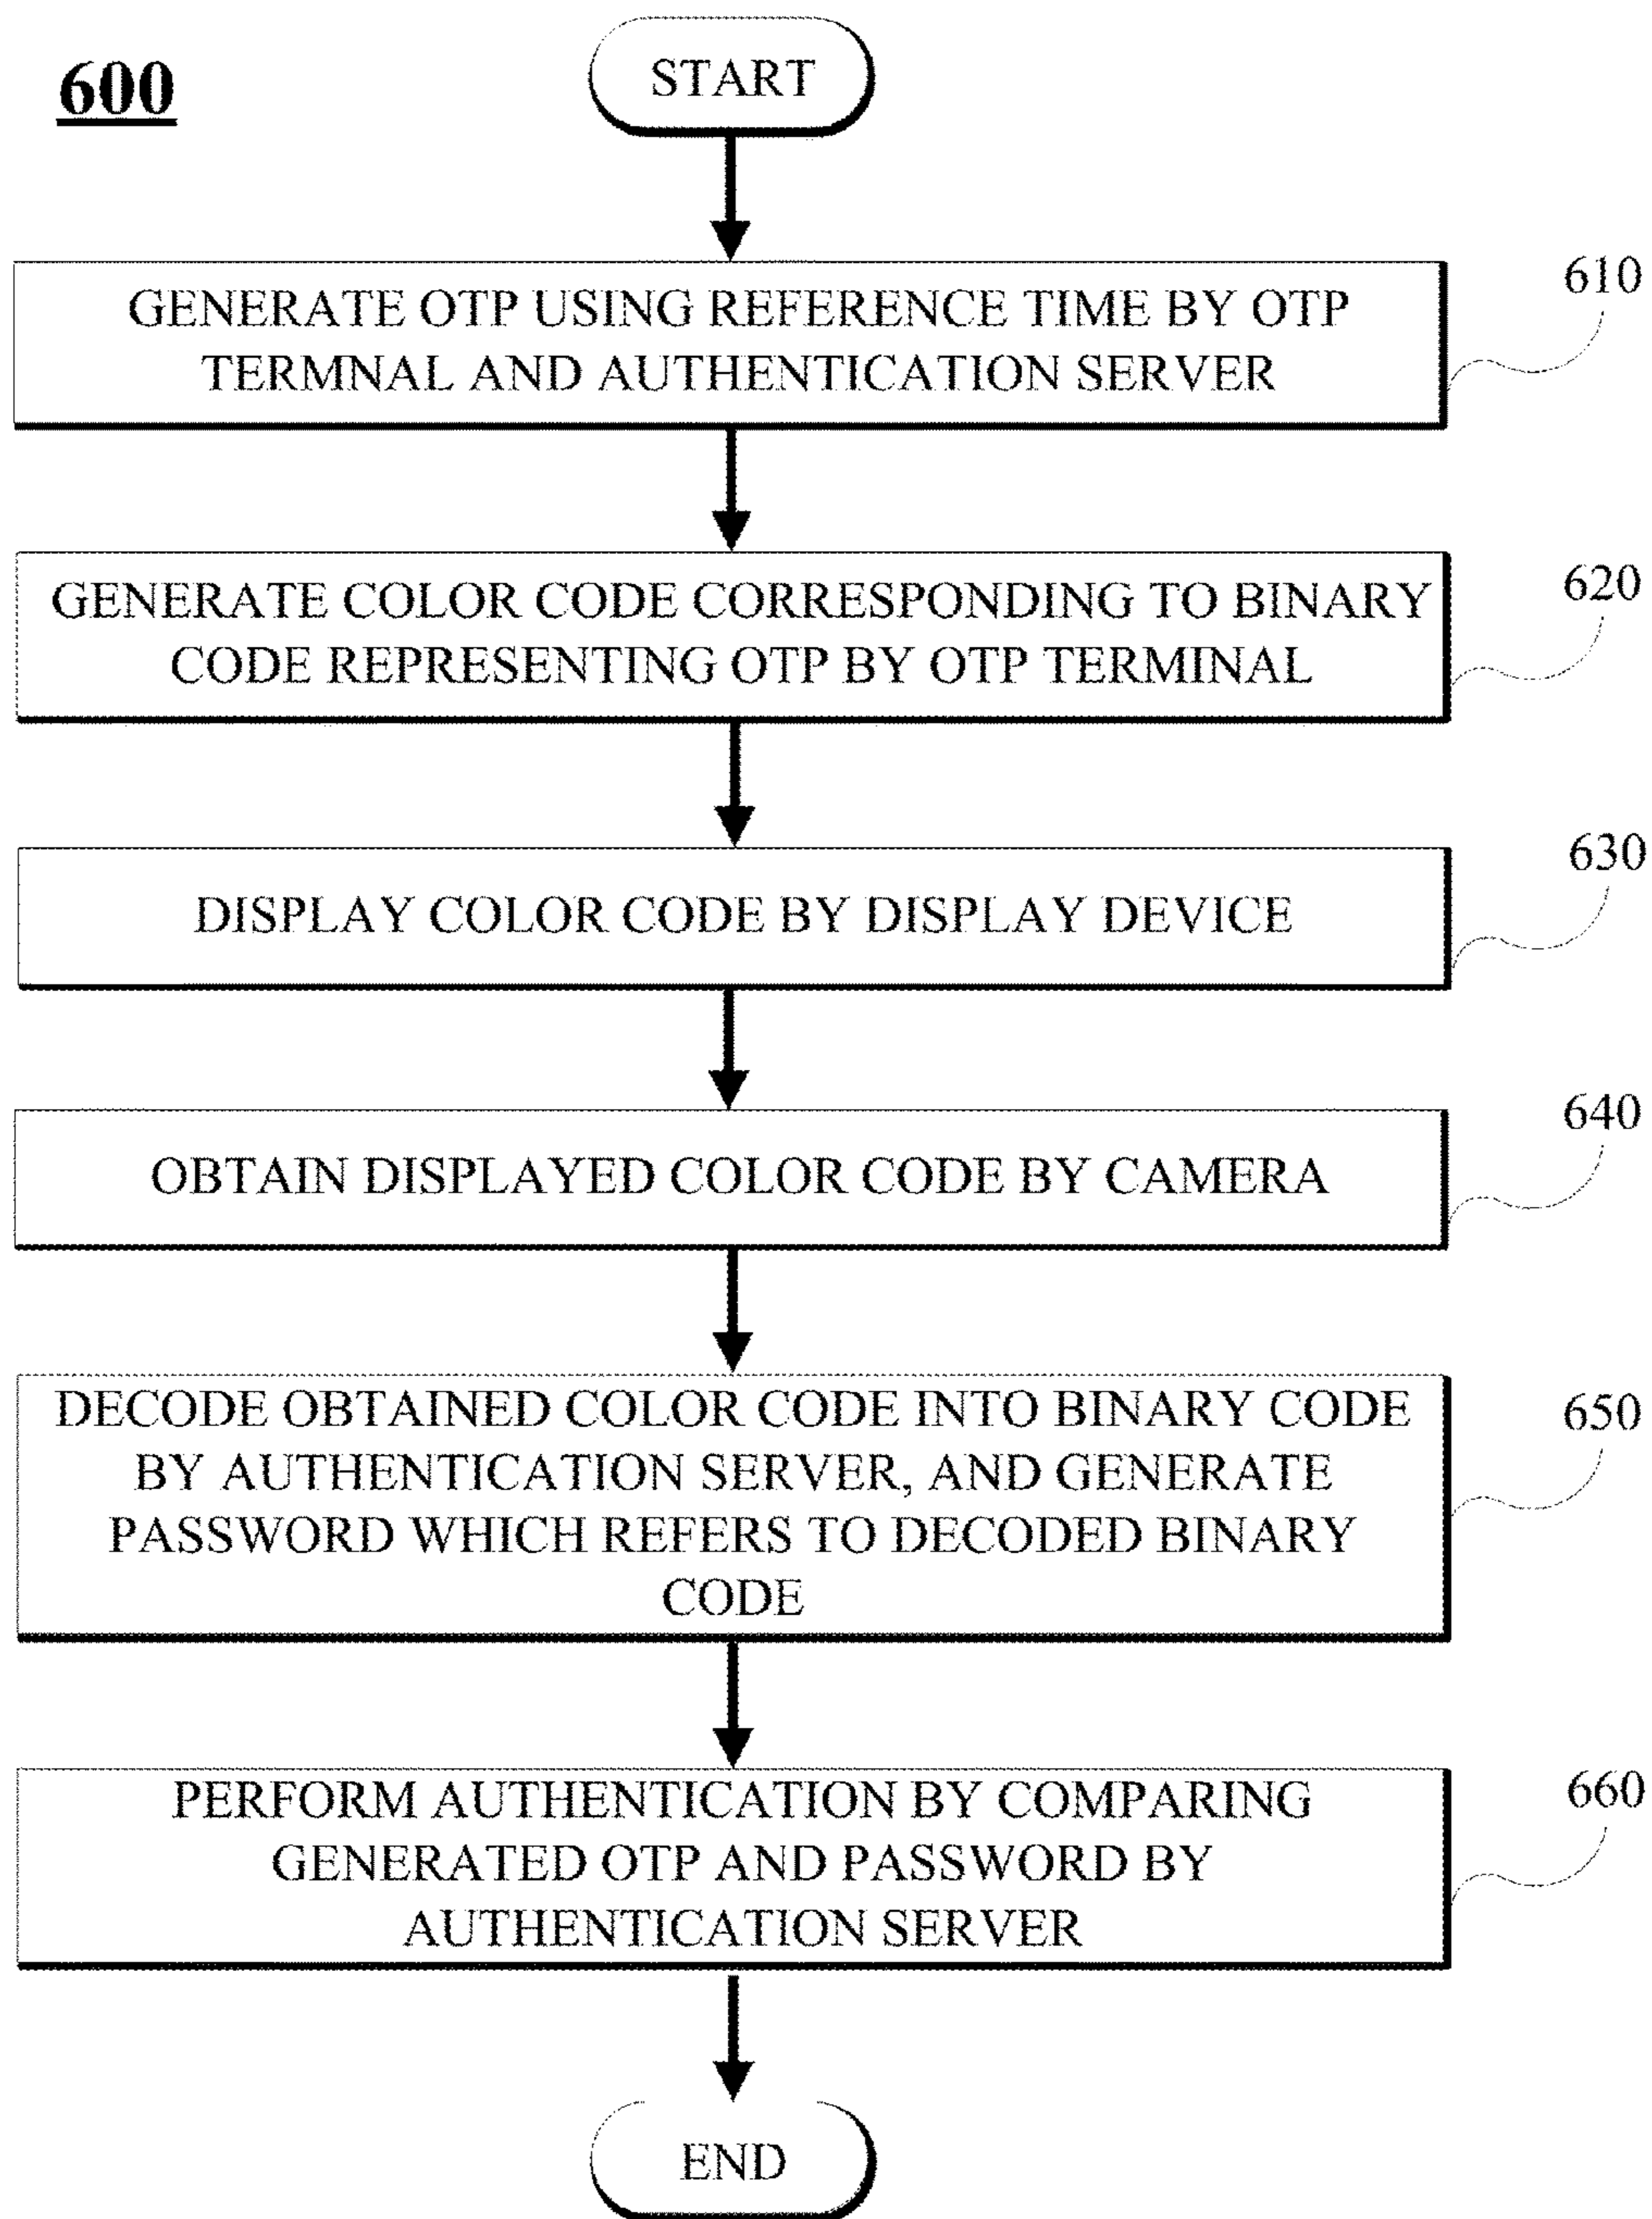 600
START
GENERATE OTP USING REFERENCE TIME BY OTP
TERMNAL AND AUTHENTICATION SERVER
610
GENERATE COLOR CODE CORRESPONDING TO BINARY
CODE REPRESENTING OTP BY OTP TERMINAL
620
DISPLAY COLOR CODE BY DISPLAY DEVICE
630
OBTAIN DISPLAYED COLOR CODE BY CAMERA
640
DECODE OBTAINED COLOR CODE INTO BINARY CODE
BY AUTHENTICATION SERVER, AND GENERATE
PASSWORD WHICH REFERS TO DECODED BINARY
CODE
650
PERFORM AUTHENTICATION BY COMPARING
GENERATED OTP AND PASSWORD BY
AUTHENTICATION SERVER
660
END